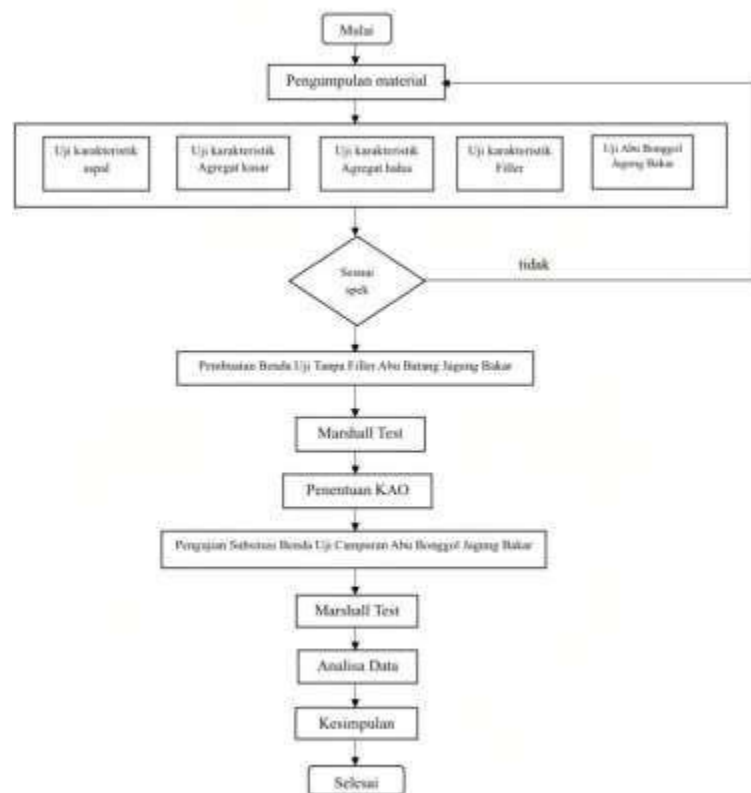 Mulai
Pengumpulan material
Uji karakteristik
aspal
Uji karakteristik
Agregat kasar
Uji karakteristik
Agregat halus
Uji karakteristik
Filler
Uji Abu Bonggol
Jagung Bakar
Sesuai
spek
tidak
Pembuatan Benda Uji Tanpa Filler Abu Batang Jagung Bakar
Marshall Test
Penentuan KAO
Pengujian Benda Uji Campuran Abu Bonggol Jagung Bakar
Marshall Test
Analisa Data
Kesimpulan
Selesai